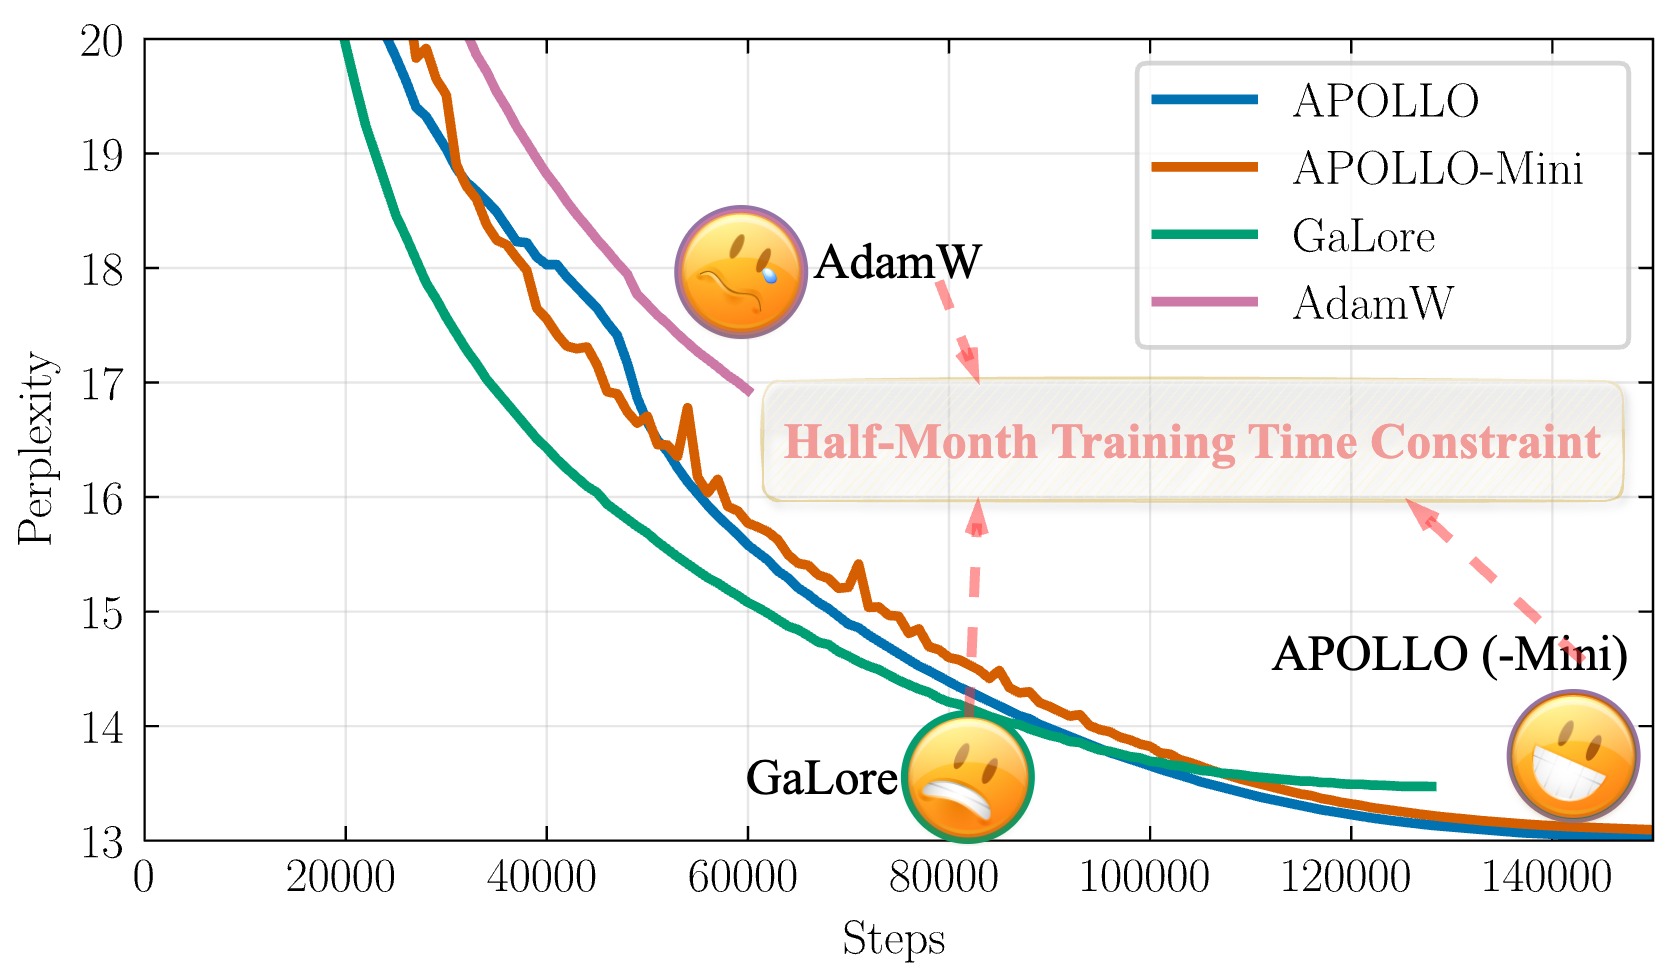 20
19
18
17
16
15
14
13
Perplexity
APOLLO
APOLLO-Mini
GaLore
AdamW
AdamW
Half-Month Training Time Constraint
APOLLO (-Mini)
GaLore
0 20000 40000 60000 80000 100000 120000 140000
Steps